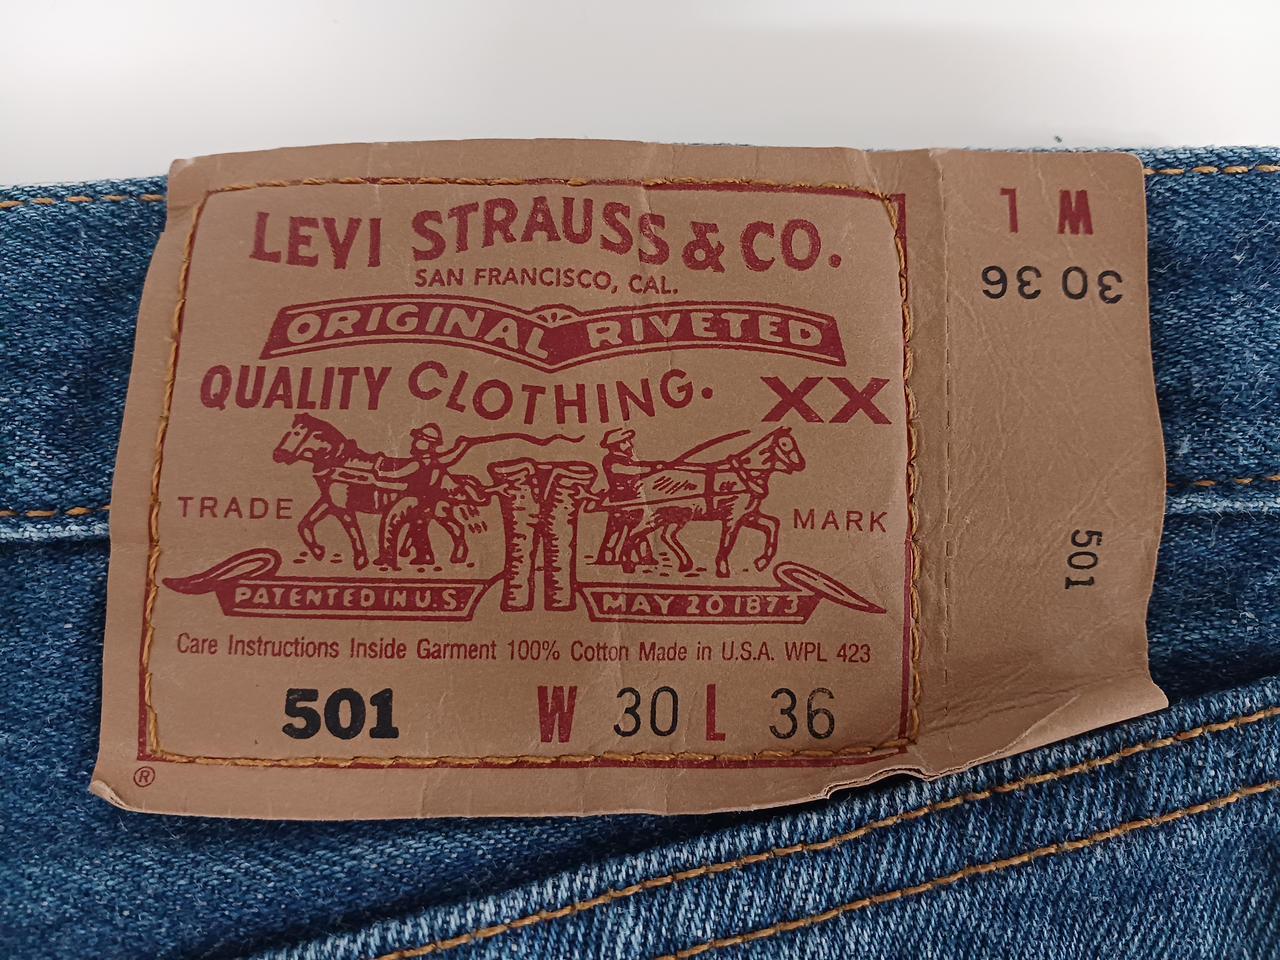 LEVI STRAUSS & CO.
SAN FRANCISCO, CAL.
ORIGINAL RIVETED
QUALITY CLOTHING. XX
TRADE MARK
PATENTED IN U.S. MAY 20 1873
Care Instructions Inside Garment 100% Cotton Made in U.S.A. WPL 423
501 W 30 L 36
®
W L
30 36
501